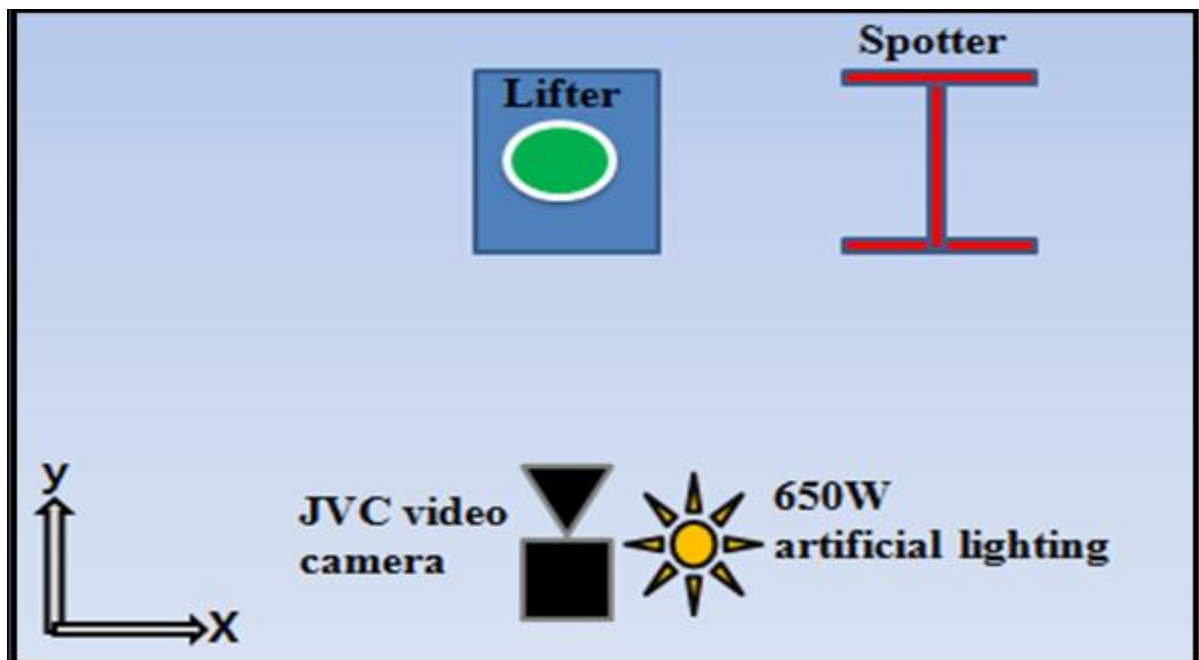 Spotter
Lifter
y
JVC video
camera
650W
artificial lighting
X